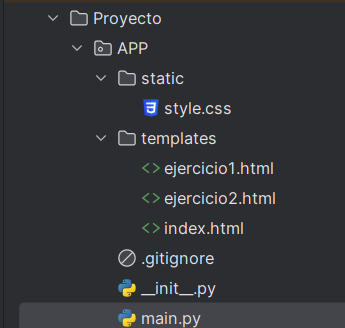 Proyecto
APP
static
style.css
templates
ejercicio1.html
ejercicio2.html
index.html
.gitignore
__init__.py
main.py